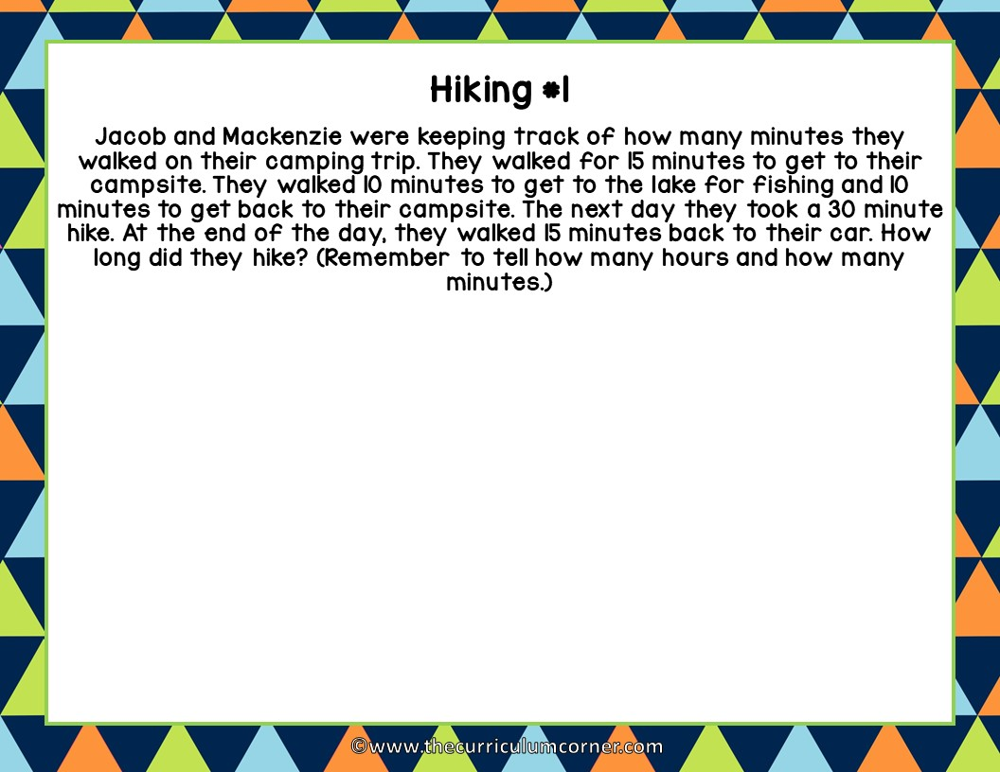 Hiking #1
Jacob and Mackenzie were keeping track of how many minutes they
walked on their camping trip. They walked for 15 minutes to get to their
campsite. They walked 10 minutes to get to the lake for fishing and 10
minutes to get back to their campsite. The next day they took a 30 minute
hike. At the end of the day, they walked 15 minutes back to their car. How
long did they hike? (Remember to tell how many hours and how many
minutes.)
©www.thecurriculumcorner.com